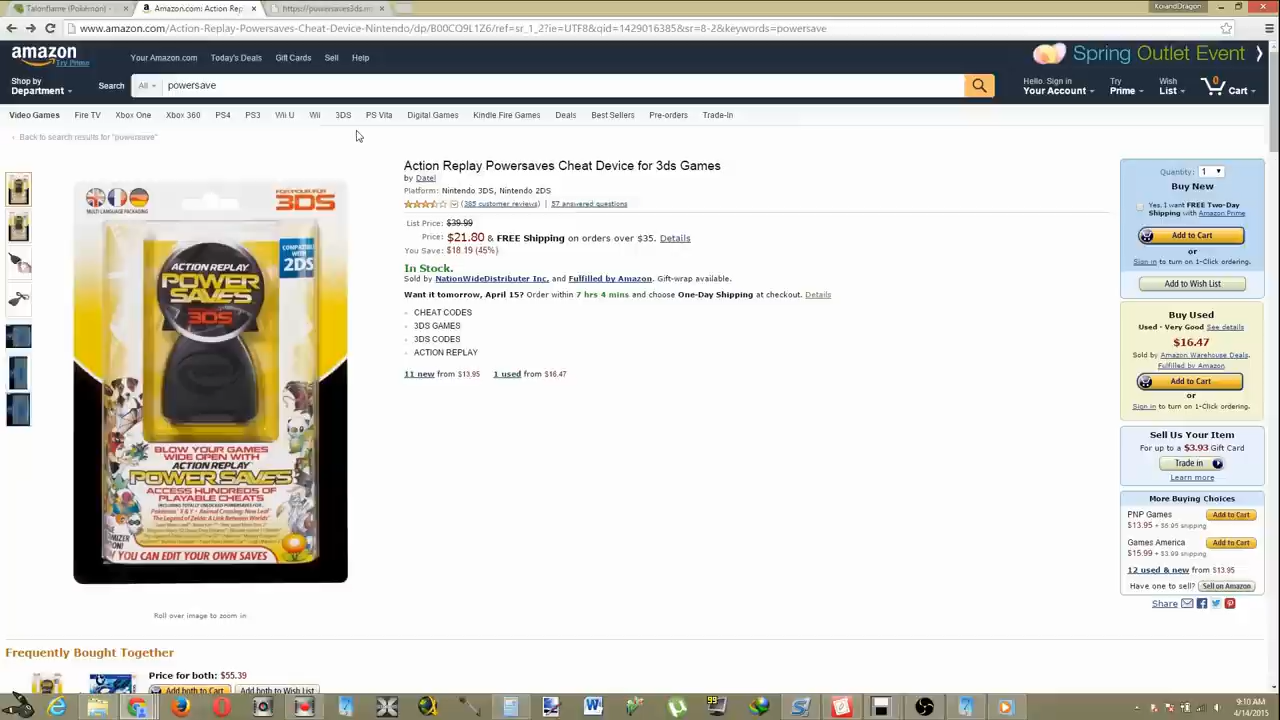 Talonflame (Pokémon) -
Amazon.com: Action Rep
https://powersaves3ds.m
KoiandDragon
www.amazon.com/Action-Replay-Powersaves-Cheat-Device-Nintendo/dp/B00CQ9L1Z6/ref=sr_1_2?ie=UTF8&qid=1429016385&sr=8-2&keywords=powersave
amazon
Try Prime
Your Amazon.com Today's Deals Gift Cards Sell Help
Spring Outlet Event
Shop by
Department
Search All powersave
Hello. Sign in
Your Account
Try
Prime
Wish
List
0
Cart
Video Games Fire TV Xbox One Xbox 360 PS4 PS3 Wii U Wii 3DS PS Vita Digital Games Kindle Fire Games Deals Best Sellers Pre-orders Trade-In
‹ Back to search results for "powersave"
Action Replay Powersaves Cheat Device for 3ds Games
by Datel
Platform: Nintendo 3DS, Nintendo 2DS
(385 customer reviews) | 57 answered questions
List Price: $39.99
Price: $21.80 & FREE Shipping on orders over $35. Details
You Save: $18.19 (45%)
In Stock.
Sold by NationWideDistributer Inc. and Fulfilled by Amazon. Gift-wrap available.
Want it tomorrow, April 15? Order within 7 hrs 4 mins and choose One-Day Shipping at checkout. Details
CHEAT CODES
3DS GAMES
3DS CODES
ACTION REPLAY
11 new from $13.95 1 used from $16.47
MULTI LANGUAGE PACKAGING
3DS
COMPATIBLE
WITH
2DS
ACTION REPLAY
POWER
SAVES
3DS
BLOW YOUR GAMES
WIDE OPEN WITH
ACTION REPLAY
POWERSAVES
ACCESS HUNDREDS OF
PLAYABLE CHEATS
YOU CAN EDIT YOUR OWN SAVES
Roll over image to zoom in
Quantity: 1
Buy New
Yes, I want FREE Two-Day
Shipping with Amazon Prime
Add to Cart
or
Sign in to turn on 1-Click ordering.
Add to Wish List
Buy Used
Used - Very Good See details
$16.47
Sold by Amazon Warehouse Deals.
Fulfilled by Amazon
Add to Cart
or
Sign in to turn on 1-Click ordering.
Sell Us Your Item
For up to a $3.93 Gift Card
Trade in
Learn more
More Buying Choices
PNP Games Add to Cart
$13.95 + $5.95 shipping
Games America Add to Cart
$15.99 + $3.99 shipping
12 used & new from $13.95
Have one to sell? Sell on Amazon
Share
Frequently Bought Together
Price for both: $55.39
Add both to Cart Add both to Wish List
9:10 AM
4/14/2015